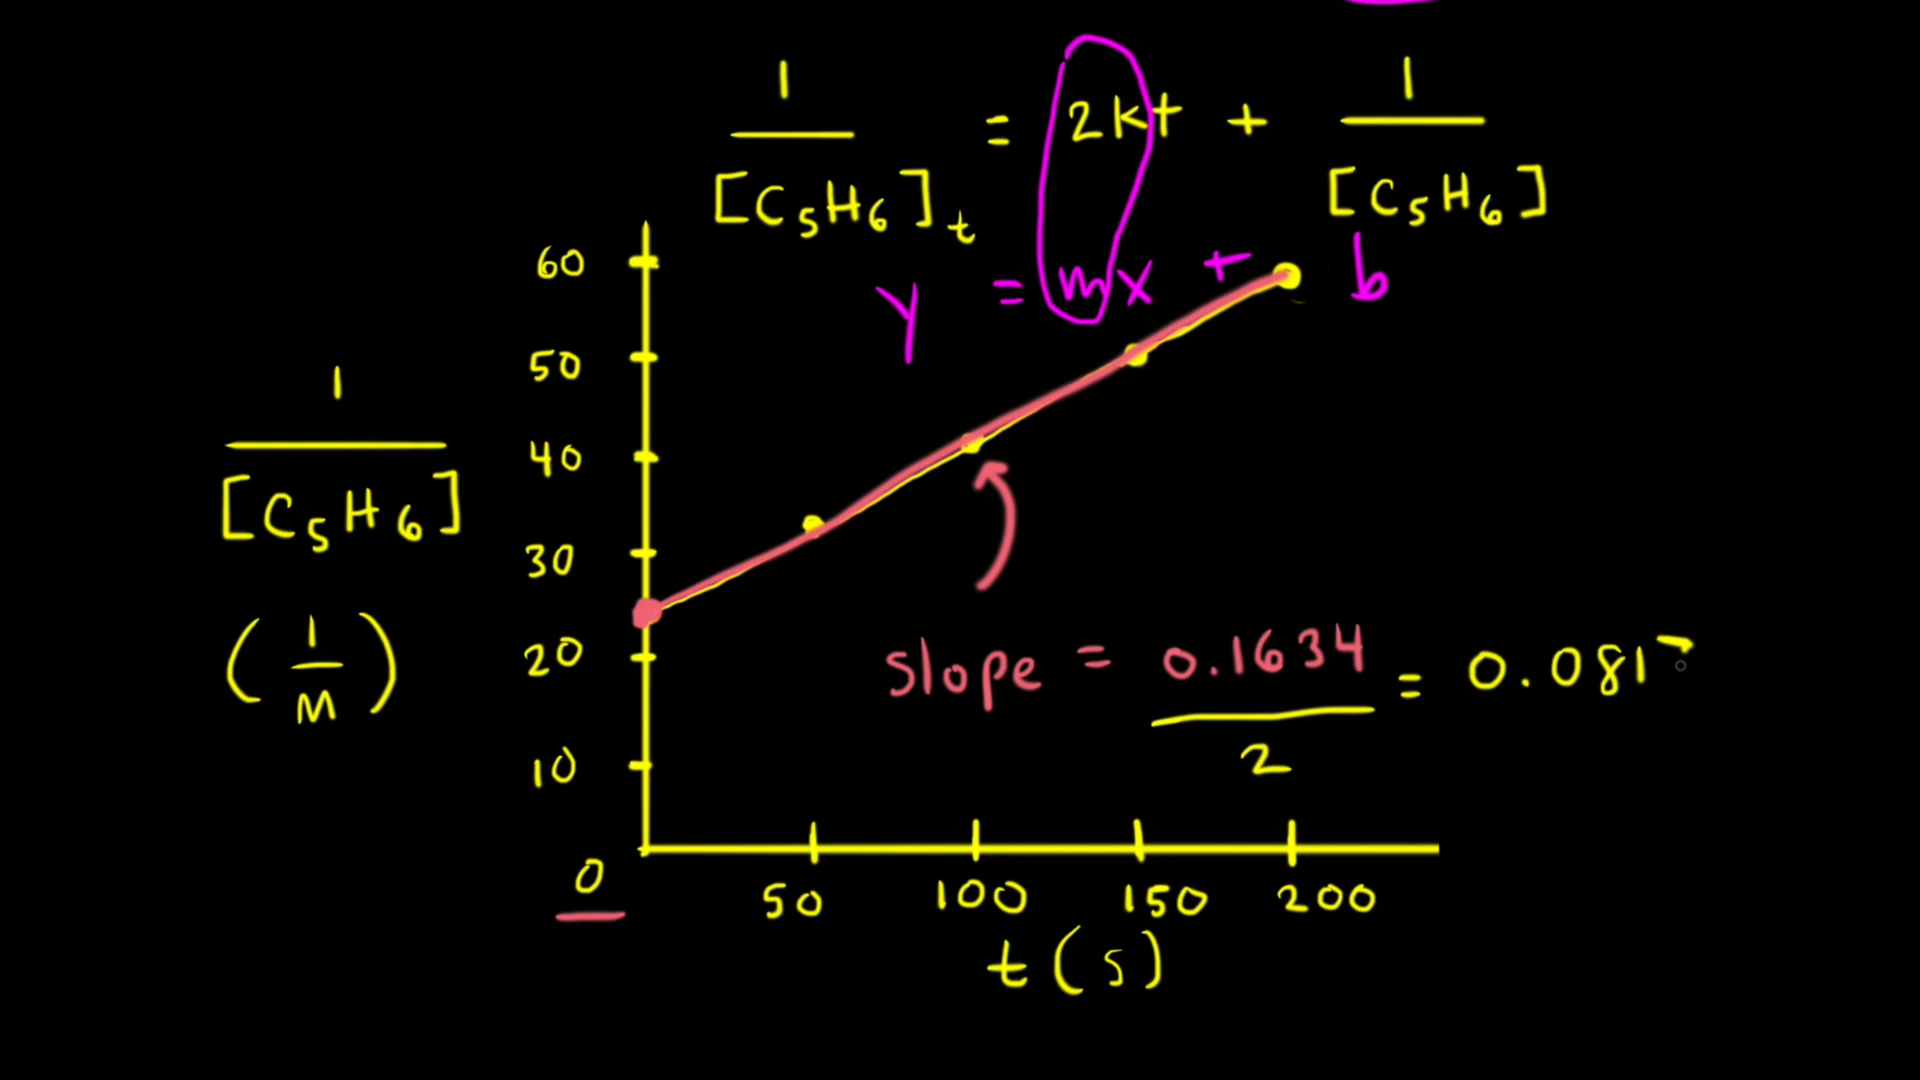 1/[C₅H₆]t = 2kt + 1/[C₅H₆]
y = mx + b
60
50
40
30
20
10
0
1/[C₅H₆]
(1/M)
slope = 0.1634/2 = 0.0817
50 100 150 200
t(s)